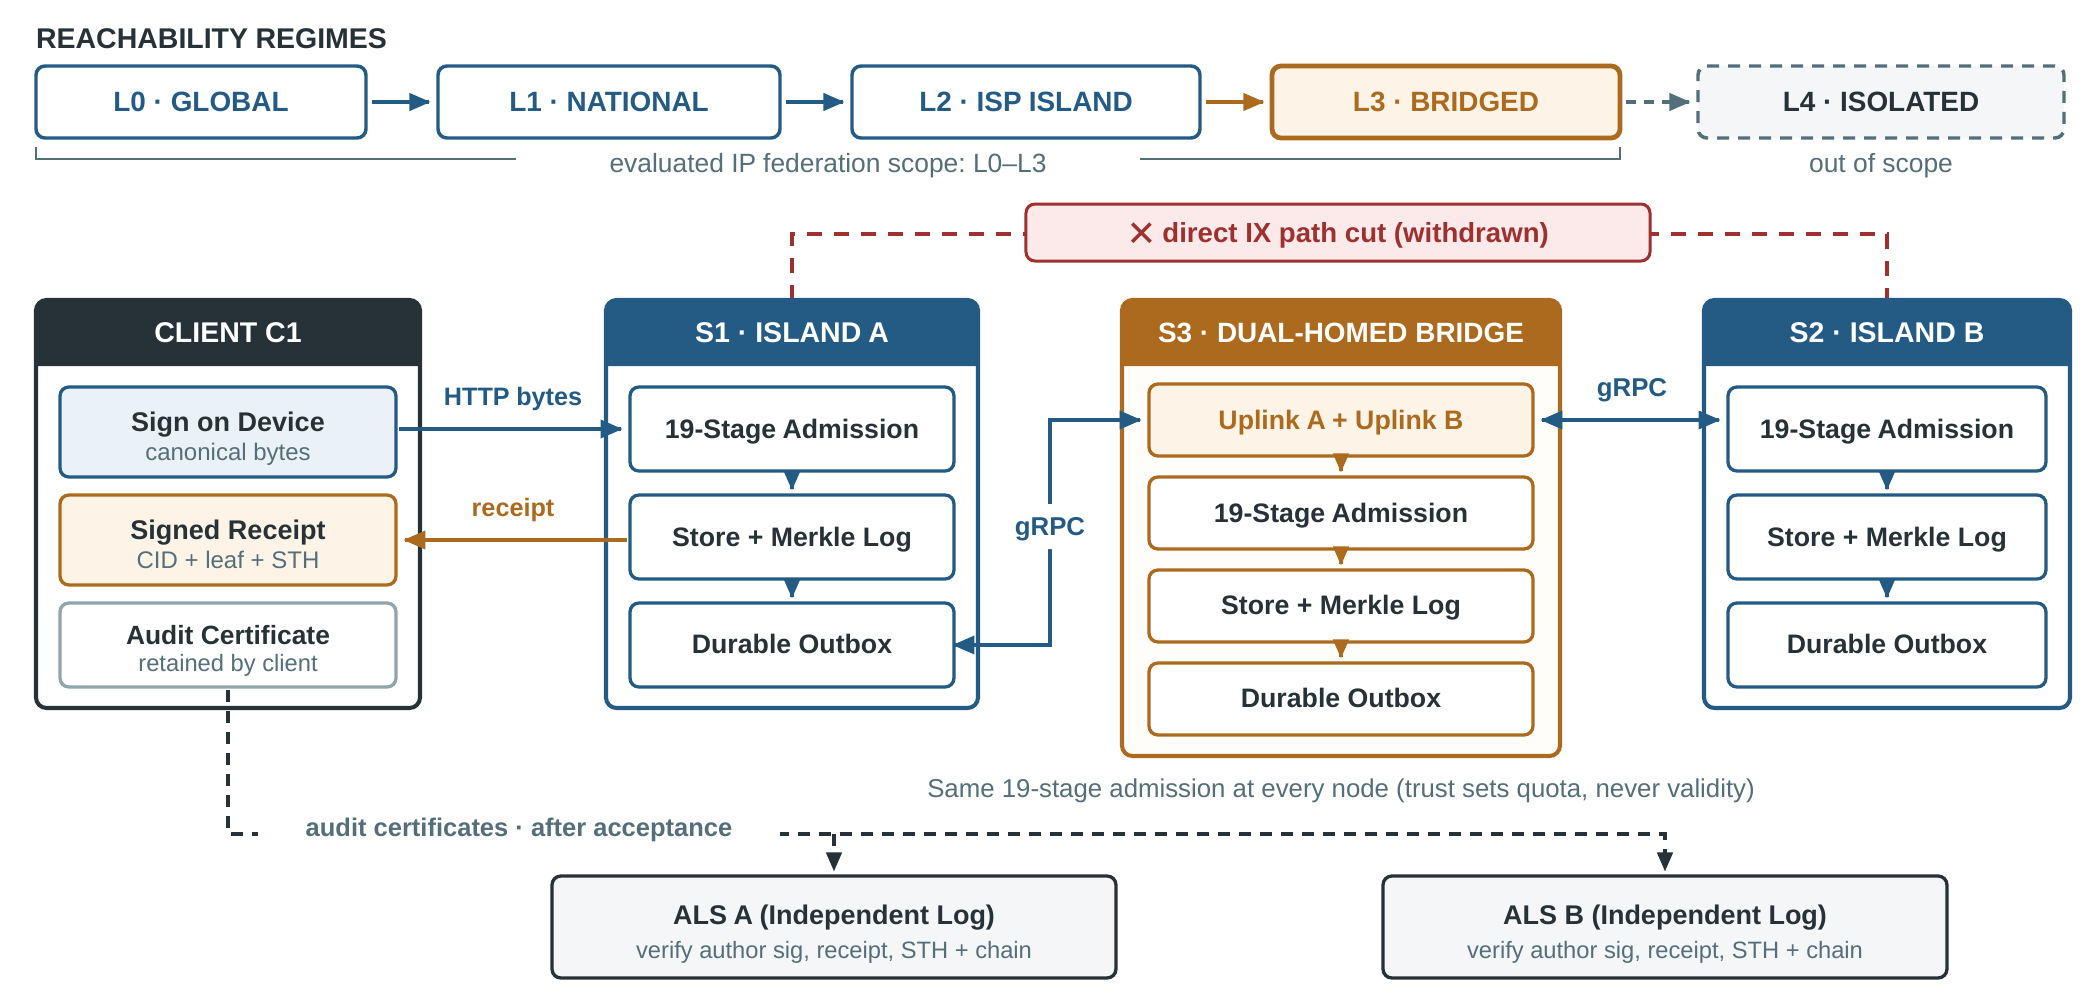 REACHABILITY REGIMES
L0 · GLOBAL
L1 · NATIONAL
L2 · ISP ISLAND
L3 · BRIDGED
L4 · ISOLATED
evaluated IP federation scope: L0–L3
out of scope
✕ direct IX path cut (withdrawn)
CLIENT C1
Sign on Device
canonical bytes
Signed Receipt
CID + leaf + STH
Audit Certificate
retained by client
HTTP bytes
receipt
S1 · ISLAND A
19-Stage Admission
Store + Merkle Log
Durable Outbox
gRPC
S3 · DUAL-HOMED BRIDGE
Uplink A + Uplink B
19-Stage Admission
Store + Merkle Log
Durable Outbox
gRPC
S2 · ISLAND B
19-Stage Admission
Store + Merkle Log
Durable Outbox
Same 19-stage admission at every node (trust sets quota, never validity)
audit certificates · after acceptance
ALS A (Independent Log)
verify author sig, receipt, STH + chain
ALS B (Independent Log)
verify author sig, receipt, STH + chain